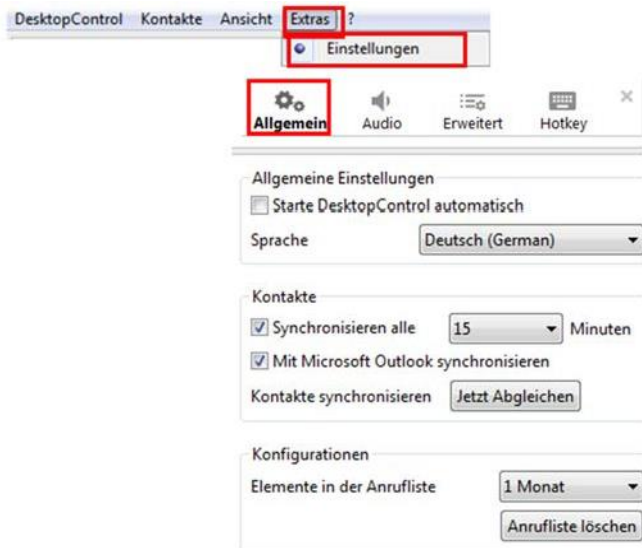 DesktopControl Kontakte Ansicht Extras ?
Einstellungen
Allgemein Audio Erweitert Hotkey
Allgemeine Einstellungen
Starte DesktopControl automatisch
Sprache Deutsch (German)
Kontakte
Synchronisieren alle 15 Minuten
Mit Microsoft Outlook synchronisieren
Kontakte synchronisieren Jetzt Abgleichen
Konfigurationen
Elemente in der Anrufliste 1 Monat
Anrufliste löschen